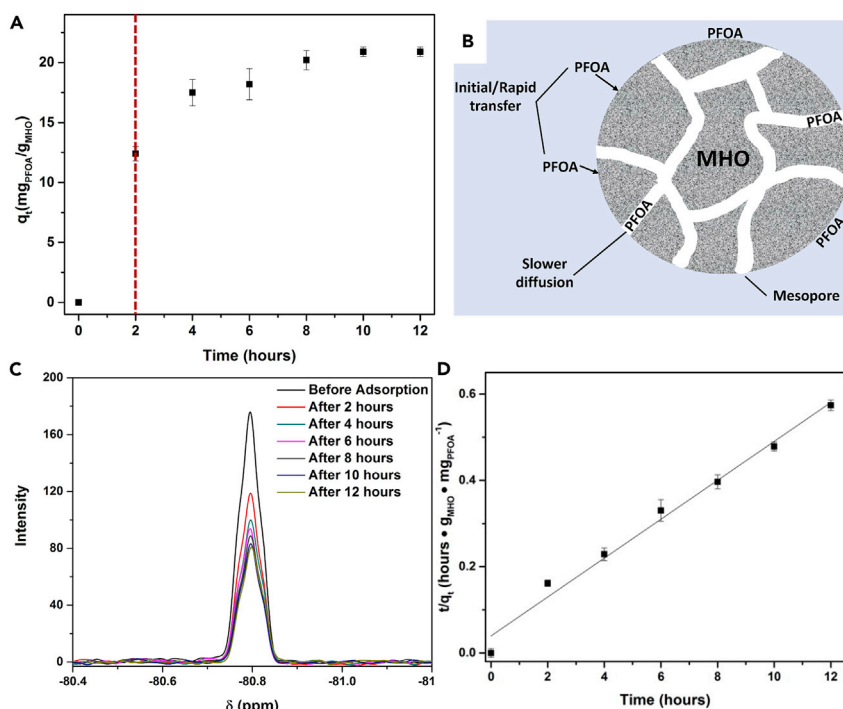 A
q_t(mg_PFOA/g_MHO)
20
15
10
5
0
0 2 4 6 8 10 12
Time (hours)
B
PFOA
PFOA
Initial/Rapid
transfer
PFOA
PFOA
MHO
PFOA
PFOA
Slower
diffusion
Mesopore
C
Intensity
200
160
120
80
40
0
Before Adsorption
After 2 hours
After 4 hours
After 6 hours
After 8 hours
After 10 hours
After 12 hours
-80.4 -80.6 -80.8 -81.0 -81
δ (ppm)
D
t/q_t (hours • g_MHO • mg_PFOA^-1)
0.6
0.4
0.2
0.0
0 2 4 6 8 10 12
Time (hours)